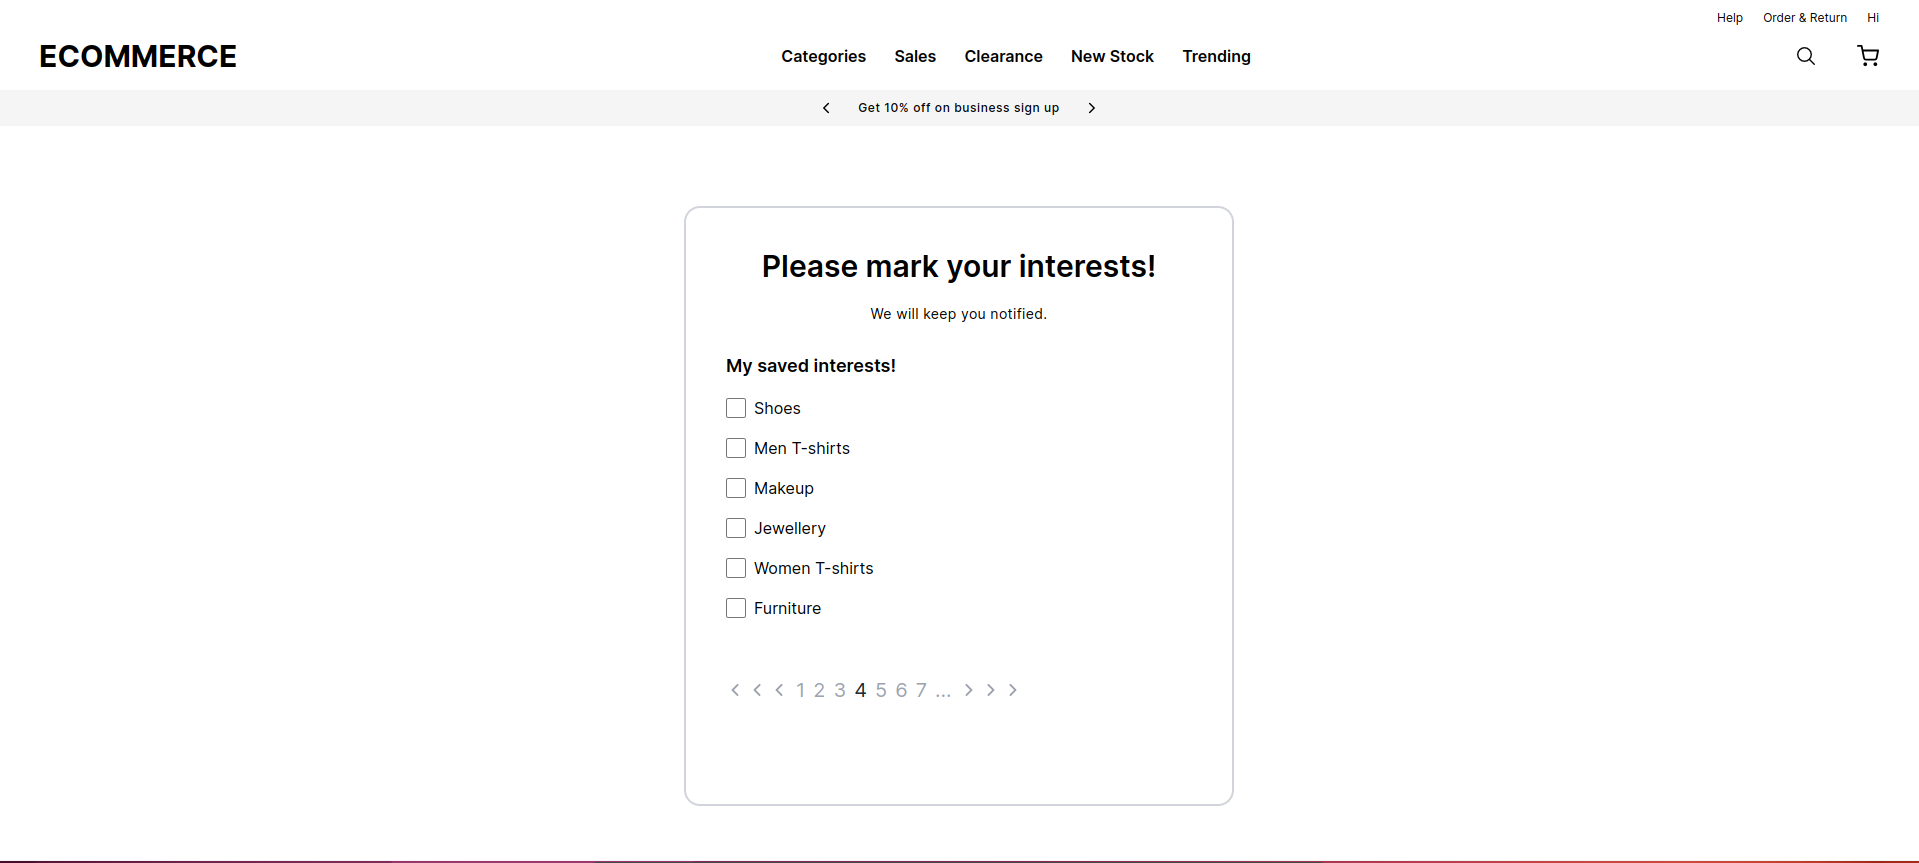 Help Order & Return Hi
ECOMMERCE
Categories Sales Clearance New Stock Trending
Get 10% off on business sign up
Please mark your interests!
We will keep you notified.
My saved interests!
Shoes
Men T-shirts
Makeup
Jewellery
Women T-shirts
Furniture
1 2 3 4 5 6 7 ...